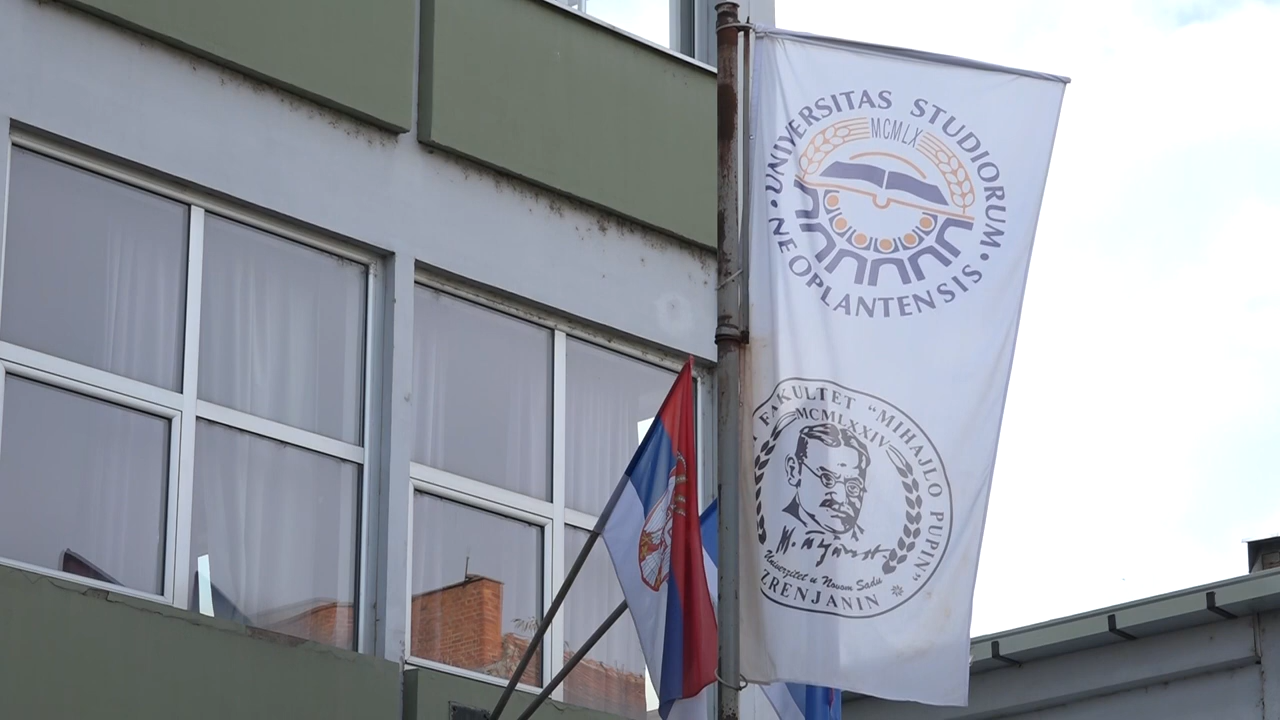 UNIVERSITAS STUDIORUM
MCMLX
• NEOPLANTENSIS •
FAKULTET "MIHAJLO PUPIN"
MCMLXXIV
Univerzitet u Novom Sadu
ZRENJANIN